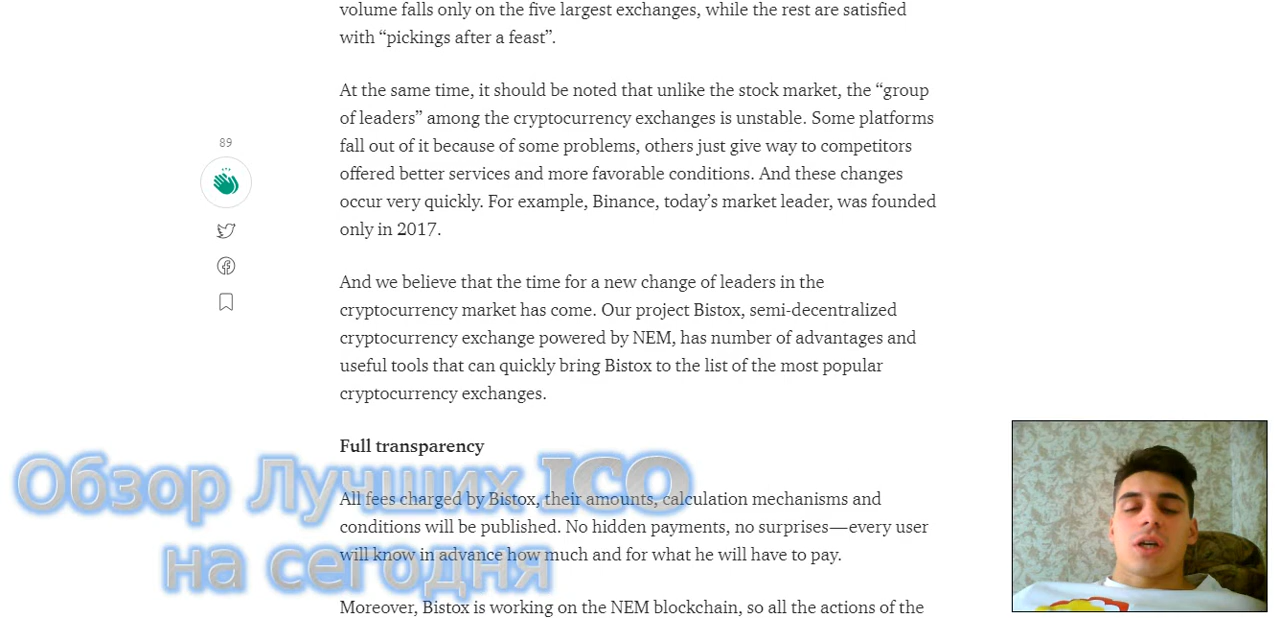 volume falls only on the five largest exchanges, while the rest are satisfied
with “pickings after a feast”.
At the same time, it should be noted that unlike the stock market, the “group
of leaders” among the cryptocurrency exchanges is unstable. Some platforms
fall out of it because of some problems, others just give way to competitors
offered better services and more favorable conditions. And these changes
occur very quickly. For example, Binance, today’s market leader, was founded
only in 2017.
89
And we believe that the time for a new change of leaders in the
cryptocurrency market has come. Our project Bistox, semi-decentralized
cryptocurrency exchange powered by NEM, has number of advantages and
useful tools that can quickly bring Bistox to the list of the most popular
cryptocurrency exchanges.
Full transparency
All fees charged by Bistox, their amounts, calculation mechanisms and
conditions will be published. No hidden payments, no surprises—every user
will know in advance how much and for what he will have to pay.
Moreover, Bistox is working on the NEM blockchain, so all the actions of the
Обзор Лучших ICO
на сегодня